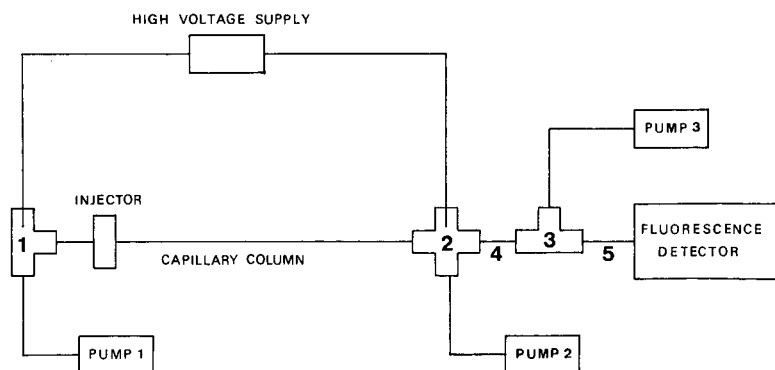 HIGH VOLTAGE SUPPLY
PUMP 3
INJECTOR
1
2
3
FLUORESCENCE
DETECTOR
4
5
CAPILLARY COLUMN
PUMP 1
PUMP 2